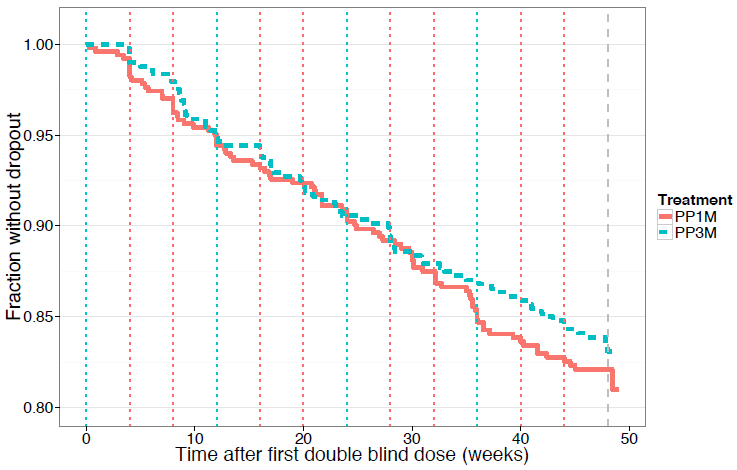 1.00
0.95
0.90
0.85
0.80
Fraction without dropout
0 10 20 30 40 50
Time after first double blind dose (weeks)
Treatment
PP1M
PP3M